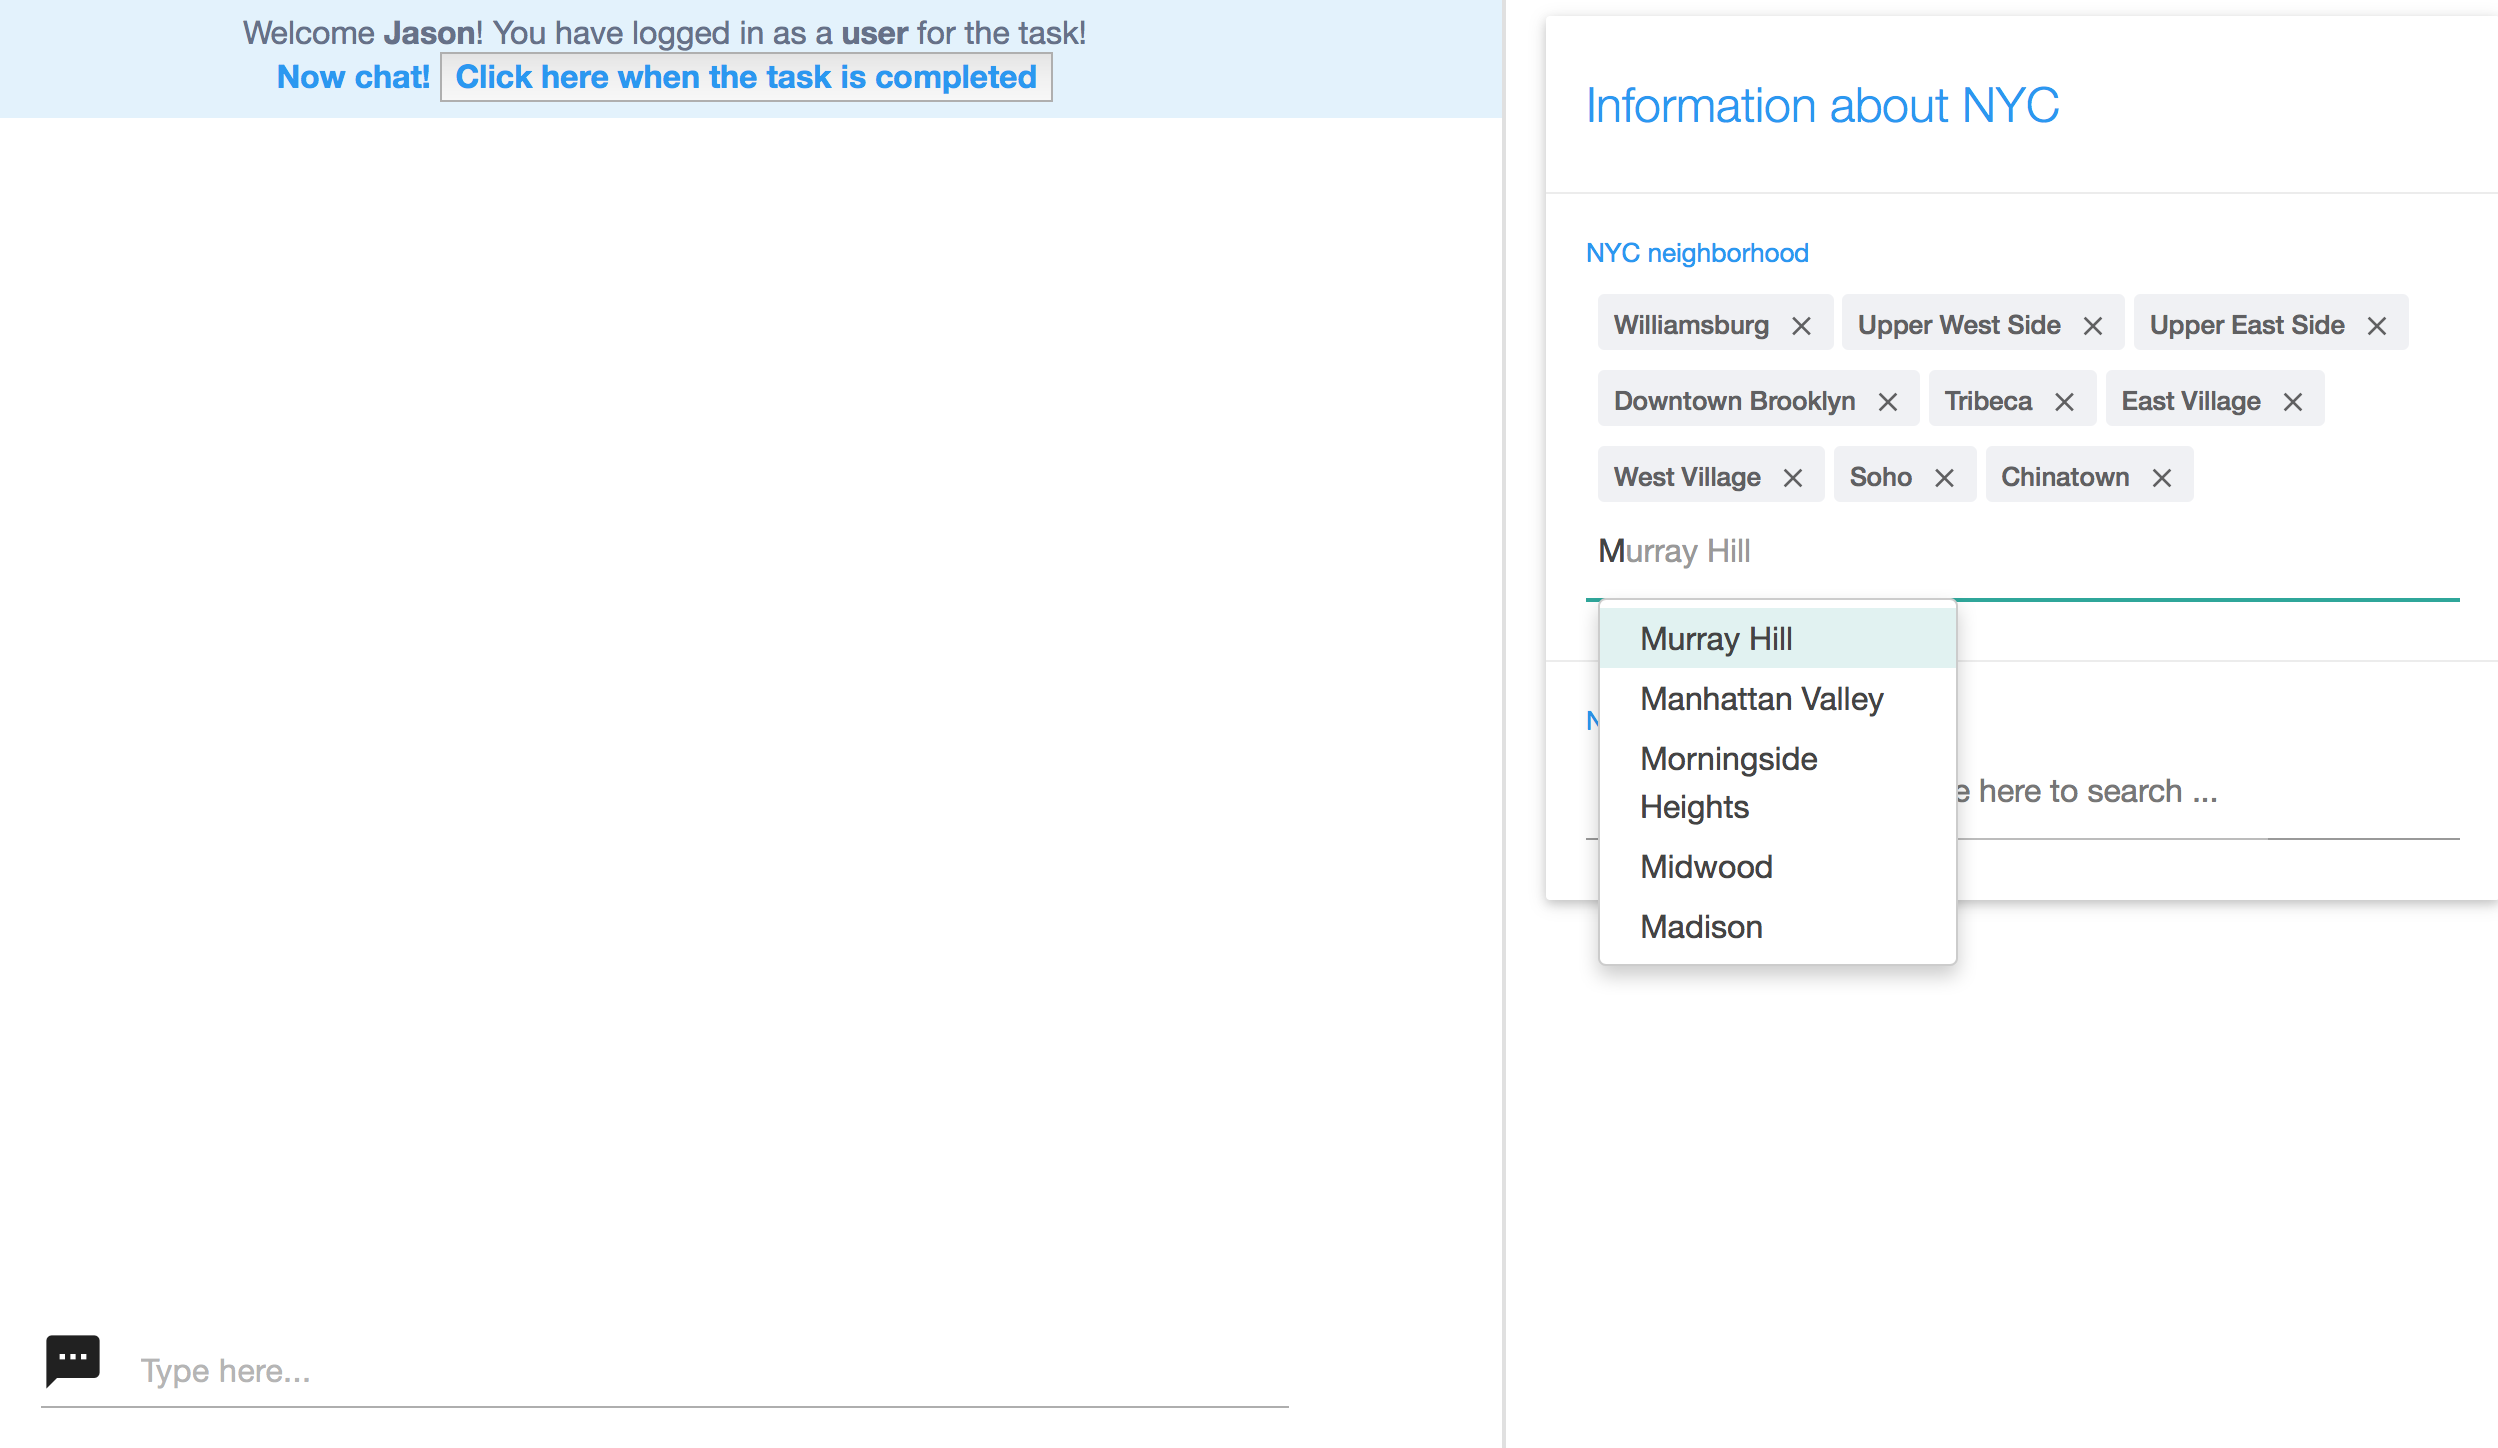 Welcome Jason! You have logged in as a user for the task!
Now chat! Click here when the task is completed
Information about NYC
NYC neighborhood
Williamsburg Upper West Side Upper East Side
Downtown Brooklyn Tribeca East Village
West Village Soho Chinatown
Murray Hill
Murray Hill
Manhattan Valley
Morningside
Heights
Midwood
Madison
here to search ...
Type here...